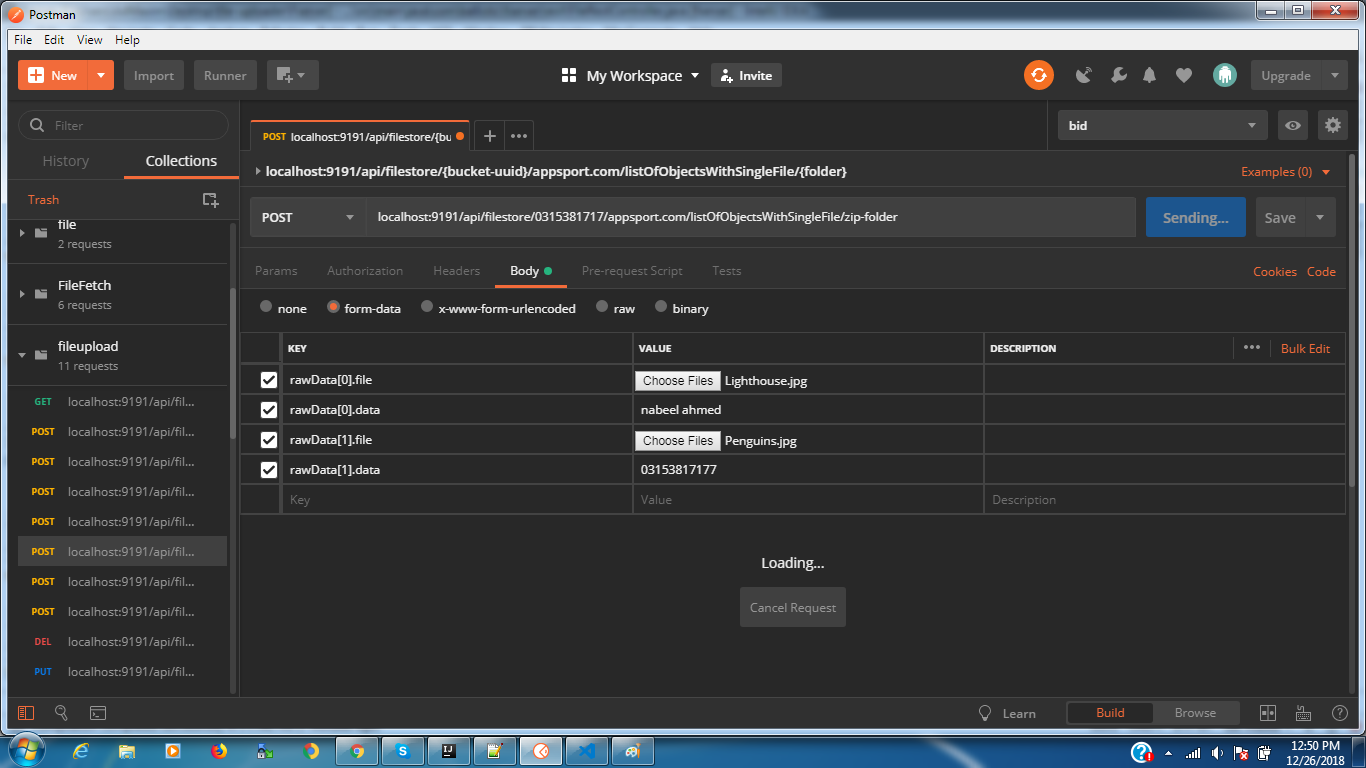 Postman
File Edit View Help
New Import Runner My Workspace Invite Upgrade
Filter
History Collections
Trash
file
2 requests
FileFetch
6 requests
fileupload
11 requests
GET localhost:9191/api/fil...
POST localhost:9191/api/fil...
POST localhost:9191/api/fil...
POST localhost:9191/api/fil...
POST localhost:9191/api/fil...
POST localhost:9191/api/fil...
POST localhost:9191/api/fil...
POST localhost:9191/api/fil...
DEL localhost:9191/api/fil...
PUT localhost:9191/api/fil...
POST localhost:9191/api/filestore/{bu
bid
localhost:9191/api/filestore/{bucket-uuid}/appsport.com/listOfObjectsWithSingleFile/{folder}
Examples (0)
POST localhost:9191/api/filestore/0315381717/appsport.com/listOfObjectsWithSingleFile/zip-folder Sending... Save
Params Authorization Headers Body Pre-request Script Tests Cookies Code
none form-data x-www-form-urlencoded raw binary
KEY VALUE DESCRIPTION Bulk Edit
rawData[0].file Choose Files Lighthouse.jpg
rawData[0].data nabeel ahmed
rawData[1].file Choose Files Penguins.jpg
rawData[1].data 03153817177
Key Value Description
Loading...
Cancel Request
Learn Build Browse
12:50 PM
12/26/2018